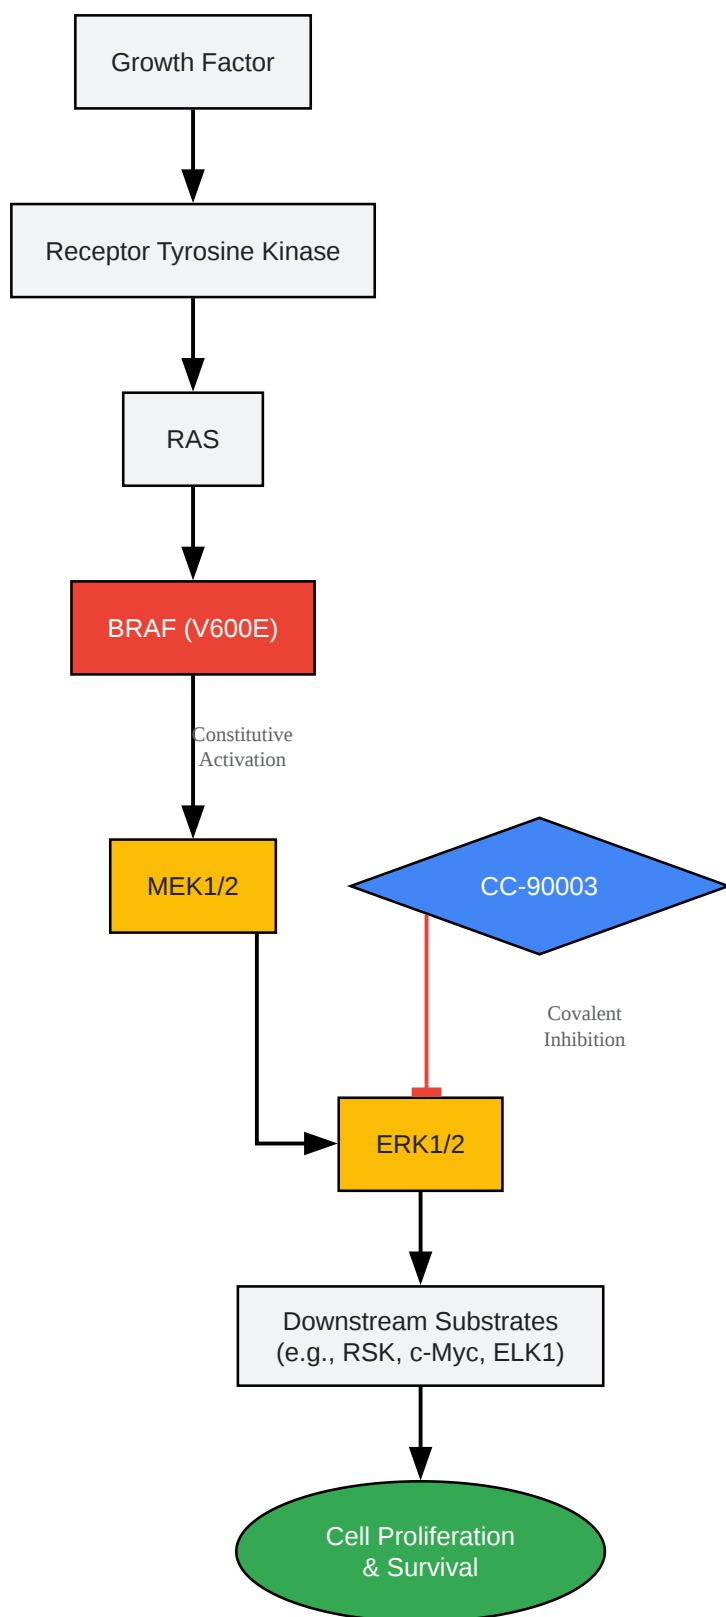 Growth Factor
Receptor Tyrosine Kinase
RAS
BRAF (V600E)
Constitutive
Activation
MEK1/2
CC-90003
Covalent
Inhibition
ERK1/2
Downstream Substrates
(e.g., RSK, c-Myc, ELK1)
Cell Proliferation
& Survival